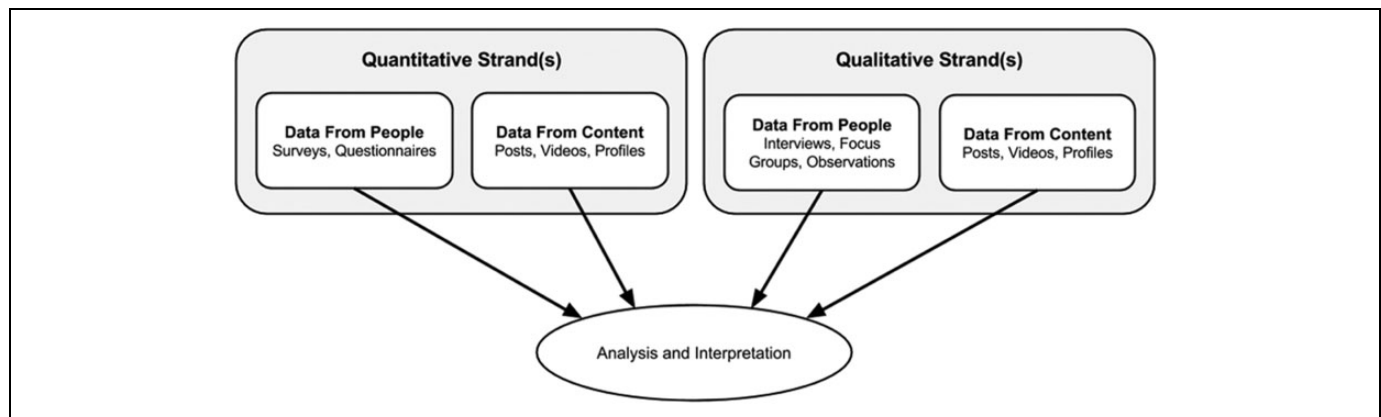 Quantitative Strand(s)
Data From People
Surveys, Questionnaires
Data From Content
Posts, Videos, Profiles
Qualitative Strand(s)
Data From People
Interviews, Focus
Groups, Observations
Data From Content
Posts, Videos, Profiles
Analysis and Interpretation